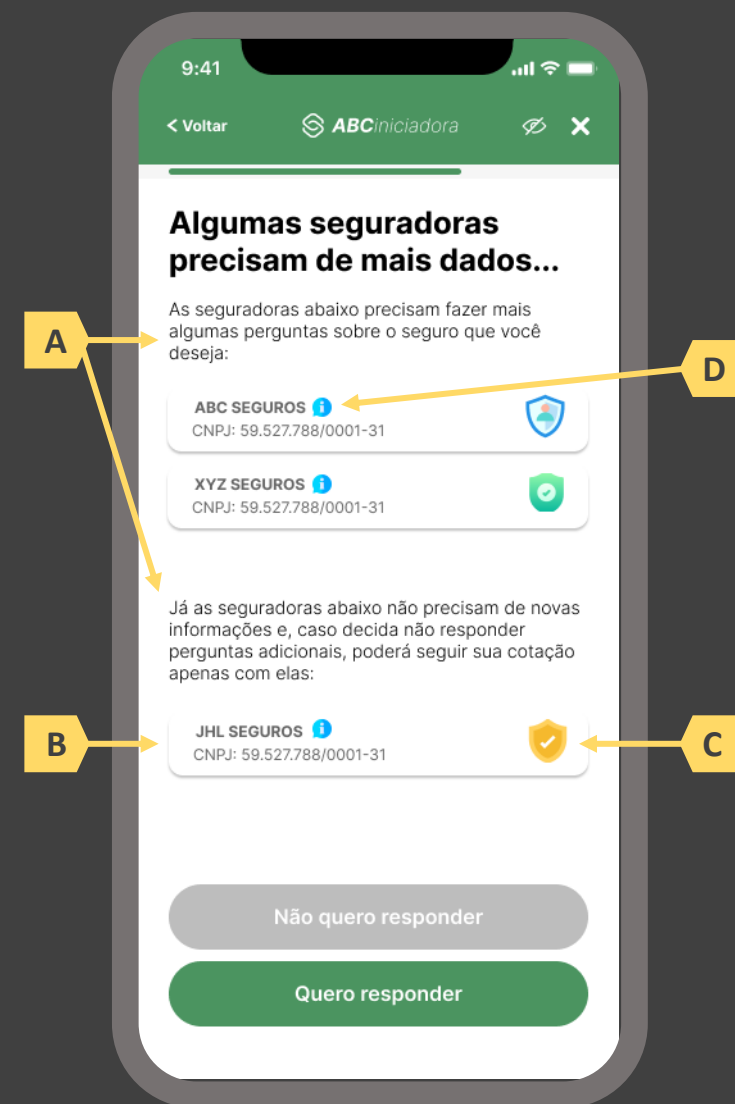 9:41
< Voltar
ABCiniciadora
Algumas seguradoras
precisam de mais dados...
As seguradoras abaixo precisam fazer mais
algumas perguntas sobre o seguro que você
deseja:
A
D
ABC SEGUROS i
CNPJ: 59.527.788/0001-31
XYZ SEGUROS i
CNPJ: 59.527.788/0001-31
Já as seguradoras abaixo não precisam de novas
informações e, caso decida não responder
perguntas adicionais, poderá seguir sua cotação
apenas com elas:
B
JHL SEGUROS i
CNPJ: 59.527.788/0001-31
C
Não quero responder
Quero responder